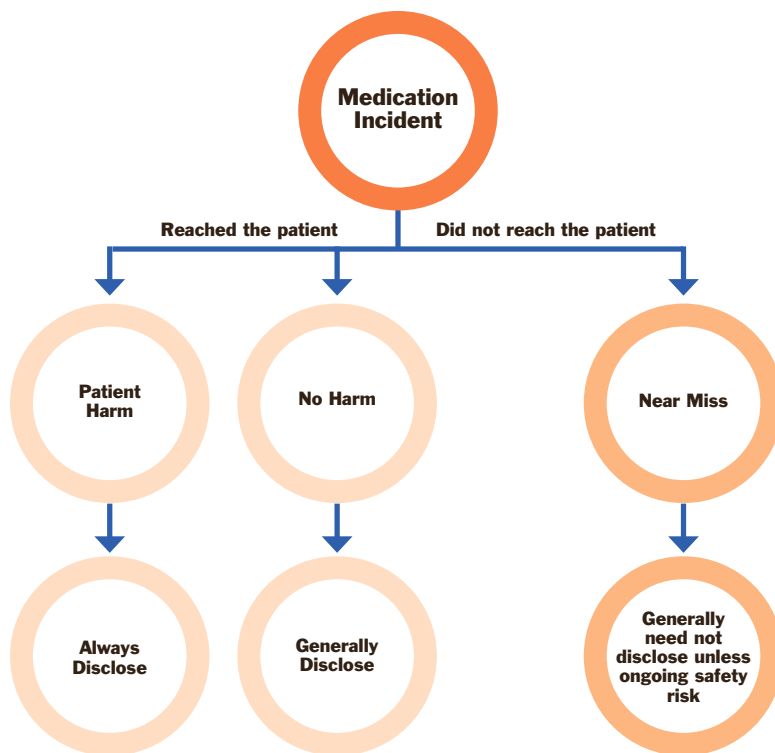 Medication
Incident
Reached the patient
Did not reach the patient
Patient
Harm
No Harm
Near Miss
Always
Disclose
Generally
Disclose
Generally
need not
disclose unless
ongoing safety
risk